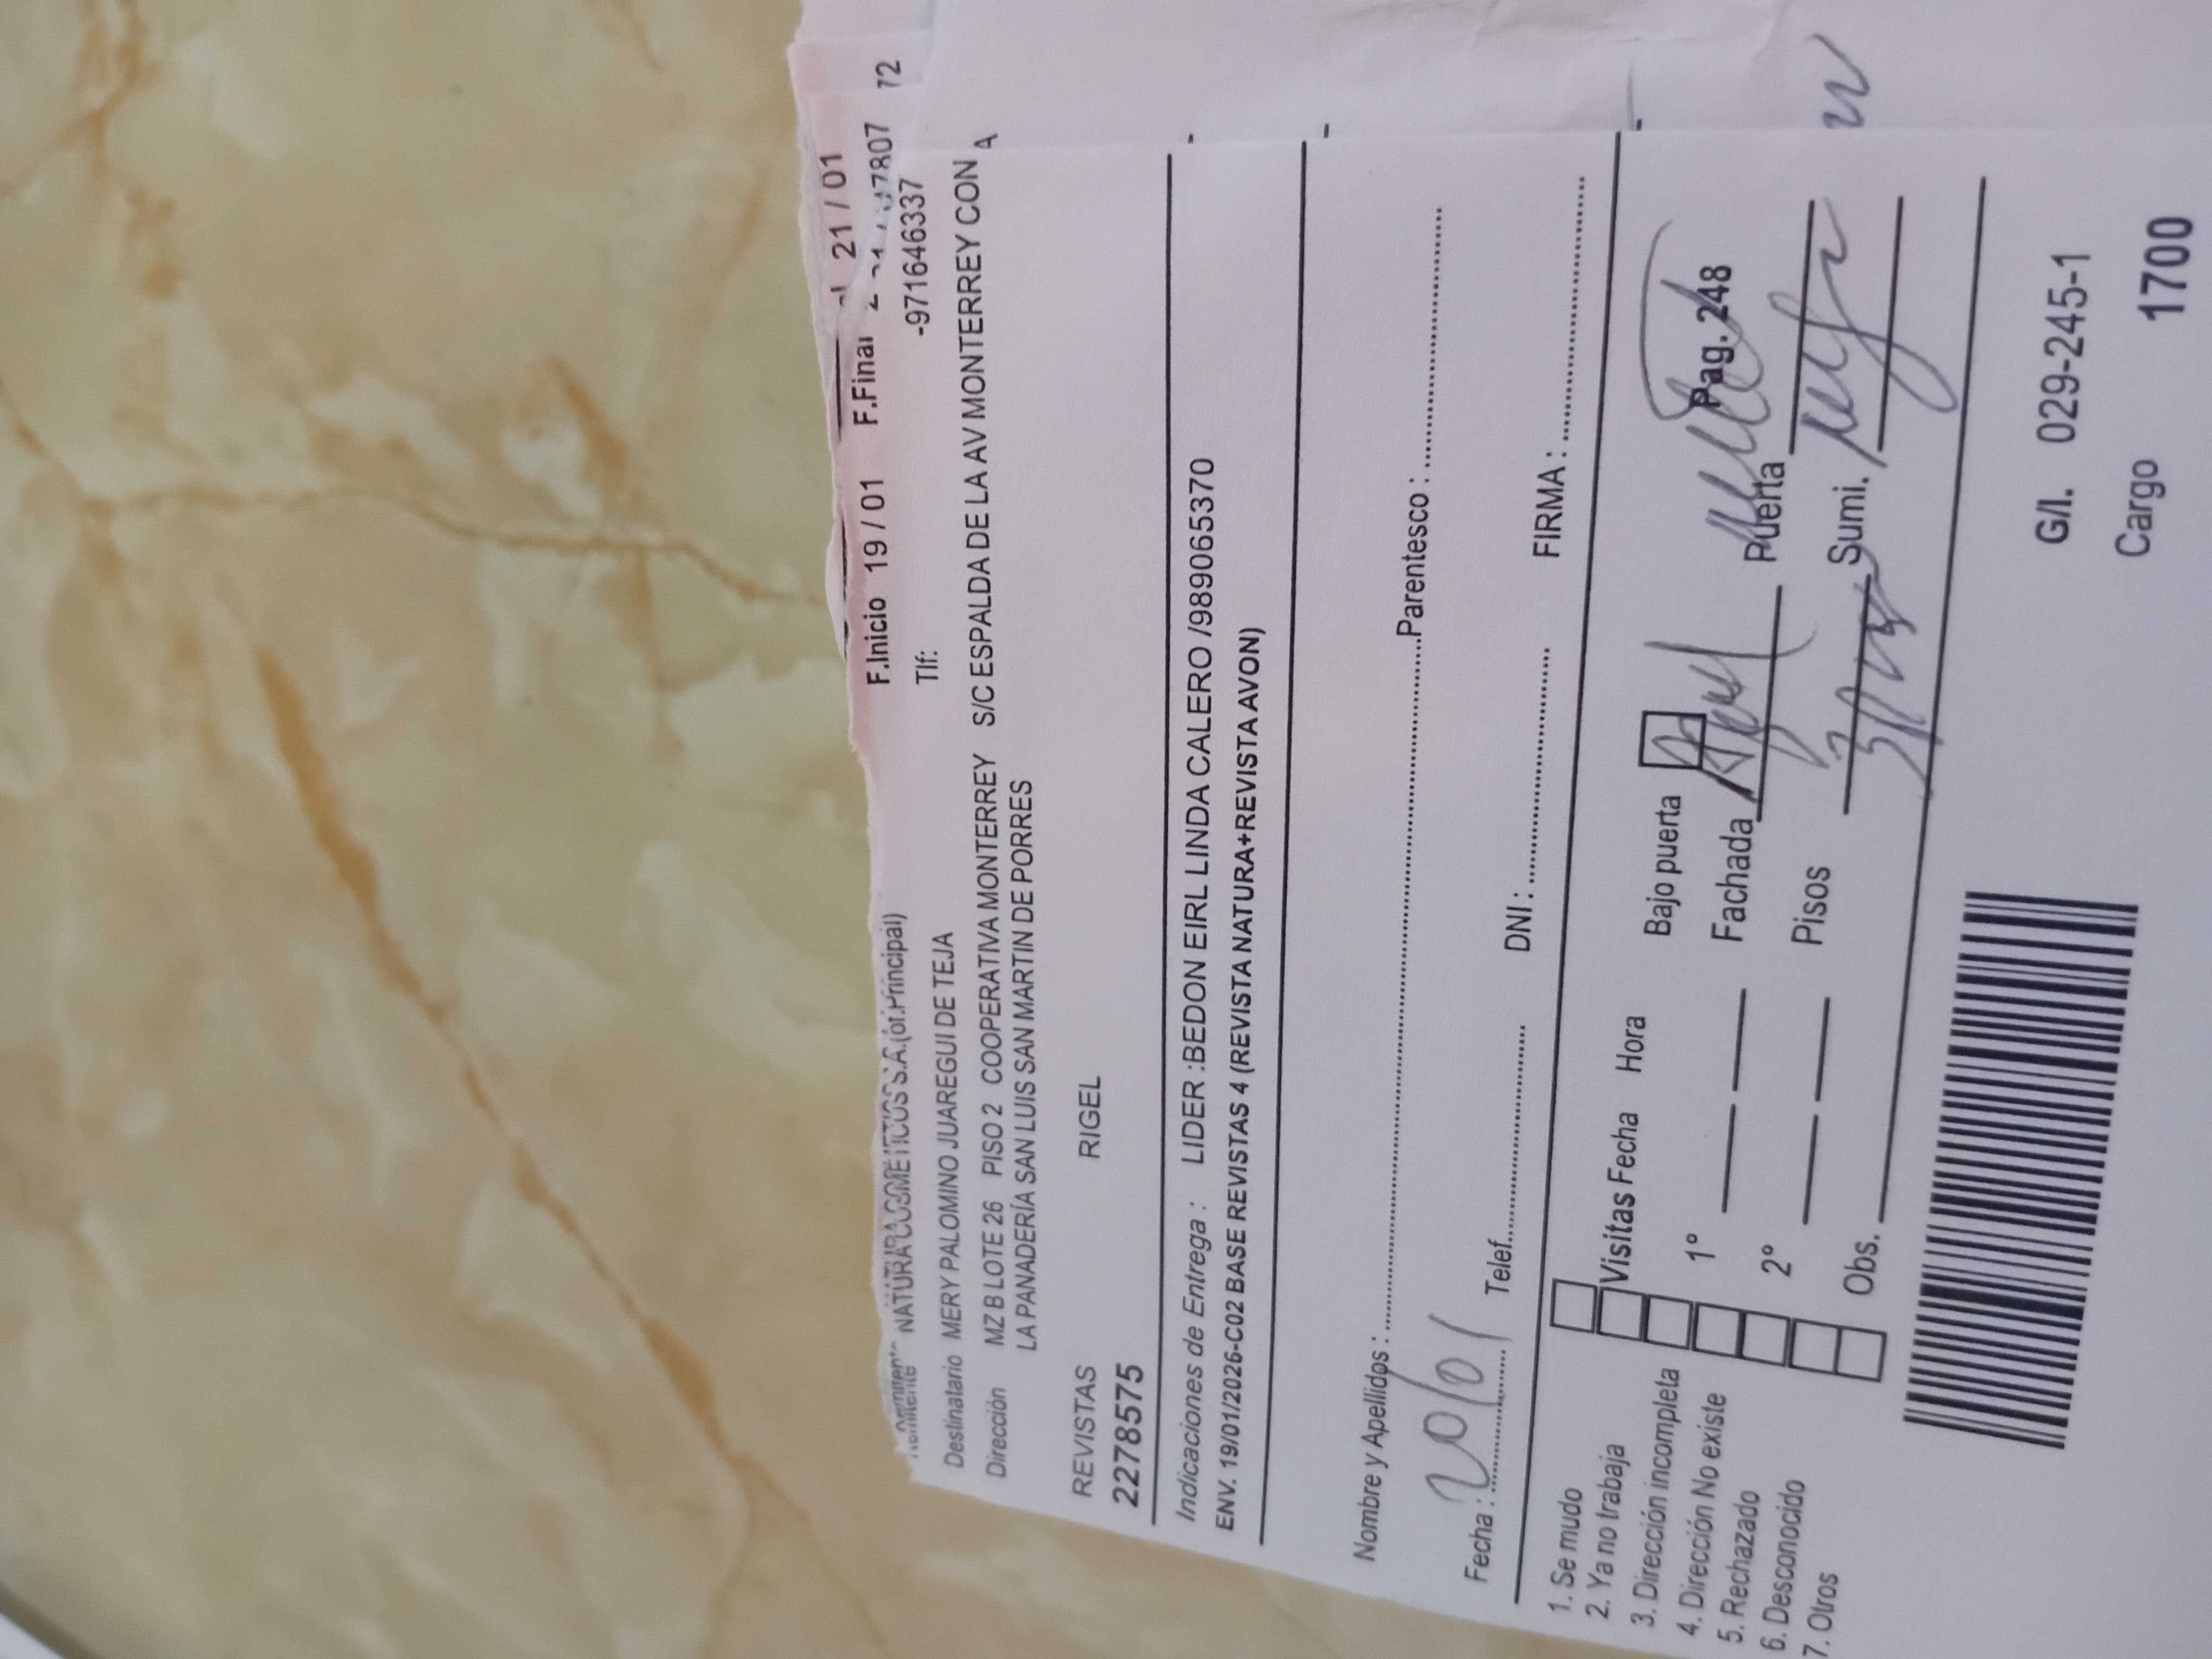 21 / 01
F.Inicio 19 / 01 F.Final 72
NATURA COSMETICOS S.A.(of.Principal) Tlf: -971646337
Destinatario MERY PALOMINO JUAREGUI DE TEJA
Dirección MZ B LOTE 26 PISO 2 COOPERATIVA MONTERREY S/C ESPALDA DE LA AV MONTERREY CON A
LA PANADERÍA SAN LUIS SAN MARTIN DE PORRES
REVISTAS RIGEL
22778575
Indicaciones de Entrega : LIDER :BEDON EIRL LINDA CALERO /989065370
ENV. 19/01/2026-C02 BASE REVISTAS 4 (REVISTA NATURA+REVISTA AVON)
Nombre y Apellidos : Parentesco :
Fecha : 20/01 Telef. DNI : FIRMA :
1. Se mudo
2. Ya no trabaja
3. Dirección incompleta
4. Dirección No existe
5. Rechazado
6. Desconocido
7. Otros
Visitas Fecha Hora Bajo puerta
1º Fachada Puerta Pag. 248
2º Pisos Sumi.
Obs.
G/I. 029-245-1
Cargo 1700